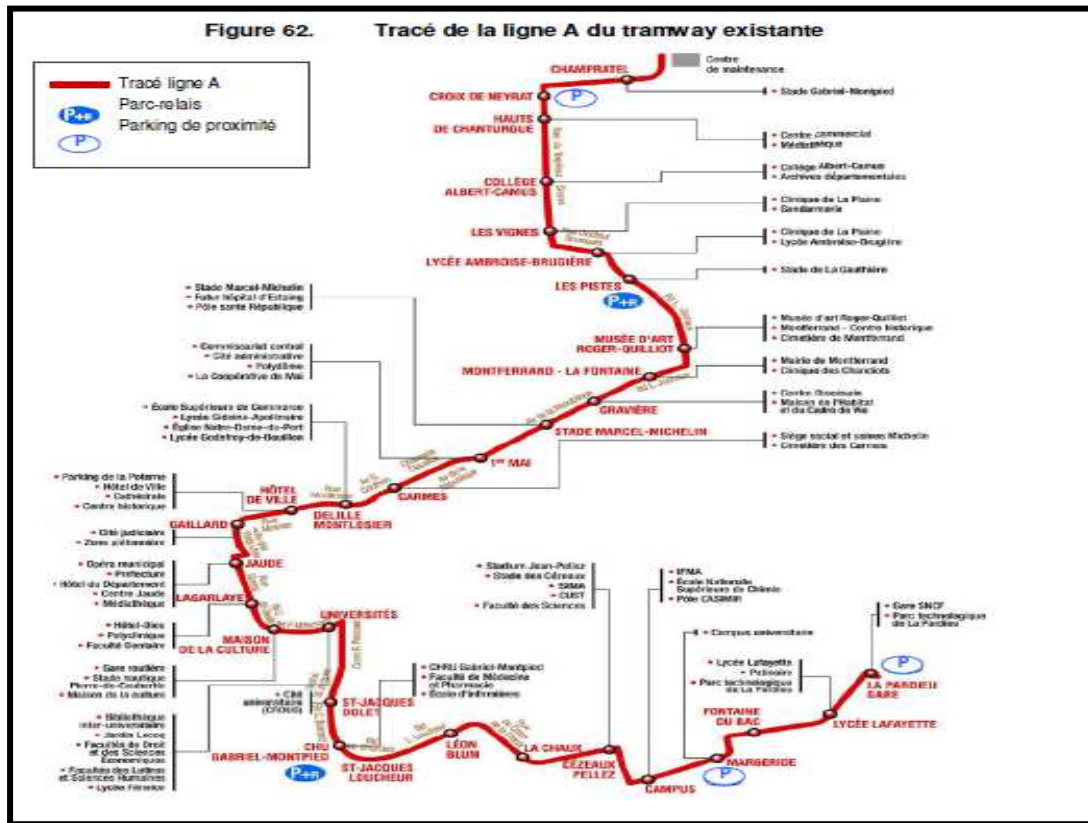 Figure 62. Tracé de la ligne A du tramway existante
Tracé ligne A
P+R
Parc-relais
Parking de proximité
P
Centre
de maintenance
CHAMPRATEL
• Stade Gabriel-Montpied
CROIX DE NEYRAT
P
HAUTS
DE CHANTURGUE
• Centre commercial
• Médiathèque
COLLÈGE
ALBERT-CAMUS
• Collège Albert-Camus
• Archives départementales
LES VIGNES
• Clinique de La Plaine
• Gendarmerie
LYCÉE AMBROISE-BRUGIÈRE
• Clinique de La Plaine
• Lycée Ambroise-Brugière
LES PISTES
P+R
• Stade de La Gauthière
MUSÉE D'ART
ROGER-QUILLIOT
• Musée d'art Roger-Quilliot
• Montferrand - Centre historique
• Cimetière de Montferrand
MONTFERRAND - LA FONTAINE
• Mairie de Montferrand
• Clinique des Chandiots
GRAVIÈRE
• Maison de l'Habitat
et du Cadre de Vie
STADE MARCEL-MICHELIN
• Stade Marcel-Michelin
• Futur hôpital d'Estaing
• Pôle santé République
1er MAI
• Commissariat central
• Cité administrative
• Polydôme
• La Coopérative de Mai
CARMES
• Siège social et usines Michelin
• Cimetière des Carmes
DELILLE
MONTLOSIER
• École Supérieure de Commerce
• Lycée Sidoine-Apollinaire
• Église Notre-Dame-du-Port
• Lycée Godefroy-de-Bouillon
HÔTEL
DE VILLE
• Parking de la Poterne
• Hôtel de Ville
• Cathédrale
• Centre historique
GAILLARD
• Cité judiciaire
• Zone piétonnière
JAUDE
• Opéra municipal
• Préfecture
• Hôtel du Département
• Centre Jaude
• Médiathèque
LAGARLAYE
• Hôtel-Dieu
• Polyclinique
• Faculté Dentaire
MAISON
DE LA CULTURE
• Gare routière
• Stade nautique
Pierre-de-Coubertin
• Maison de la culture
UNIVERSITÉS
• Bibliothèque
inter-universitaire
• Jardin Lecoq
• Facultés de Droit
et des Sciences
Économiques
• Facultés des Lettres
et Sciences Humaines
• Lycée Fénelon
ST-JACQUES
DOLET
• Cité
universitaire
(CROUS)
CHU
GABRIEL-MONTPIED
P+R
• CHRU Gabriel-Montpied
• Faculté de Médecine
et Pharmacie
• École d'infirmières
ST-JACQUES
LOUCHEUR
LÉON
BLUM
LA CHAUX
CÉZEAUX
PELLEZ
• Stadium Jean-Pellez
• Stade des Cézeaux
• CUST
• Faculté des Sciences
CAMPUS
• IFMA
• École Nationale
Supérieure de Chimie
• Pôle CASIMIR
MARGERIDE
P
• Campus universitaire
FONTAINE
DU BAC
LYCÉE LAFAYETTE
• Lycée Lafayette
• Patinoire
• Parc technologique
de La Pardieu
LA PARDIEU
GARE
P
• Gare SNCF
• Parc technologique
de La Pardieu